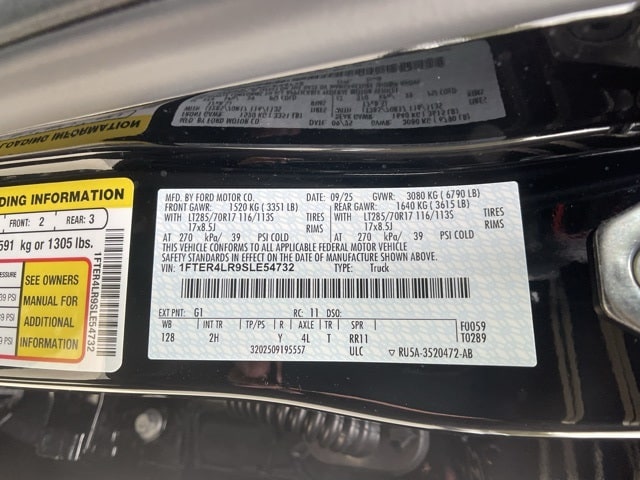 LOADING INFORMATION
DING INFORMATION
FRONT: 2 REAR: 3
591 kg or 1305 lbs.
SEE OWNERS
MANUAL FOR
ADDITIONAL
INFORMATION
1FTER4LR9SLE54732
MFD. BY FORD MOTOR CO. DATE: 09/25 GVWR: 3080 KG ( 6790 LB)
FRONT GAWR: 1520 KG ( 3351 LB) REAR GAWR: 1640 KG ( 3615 LB)
WITH LT285/70R17 116/113S TIRES WITH LT285/70R17 116/113S TIRES
17x8.5J RIMS 17x8.5J RIMS
AT 270 kPa/ 39 PSI COLD AT 270 kPa/ 39 PSI COLD
THIS VEHICLE CONFORMS TO ALL APPLICABLE FEDERAL MOTOR VEHICLE
SAFETY STANDARDS IN EFFECT ON THE DATE OF MANUFACTURE SHOWN ABOVE.
VIN: 1FTER4LR9SLE54732 TYPE: Truck
EXT PNT: G1 RC: 11 DSO:
WB INT TR TP/PS R AXLE TR SPR F0059
128 2H Y 4L T RR11 T0289
3202509195557 ULC RU5A-3520472-AB